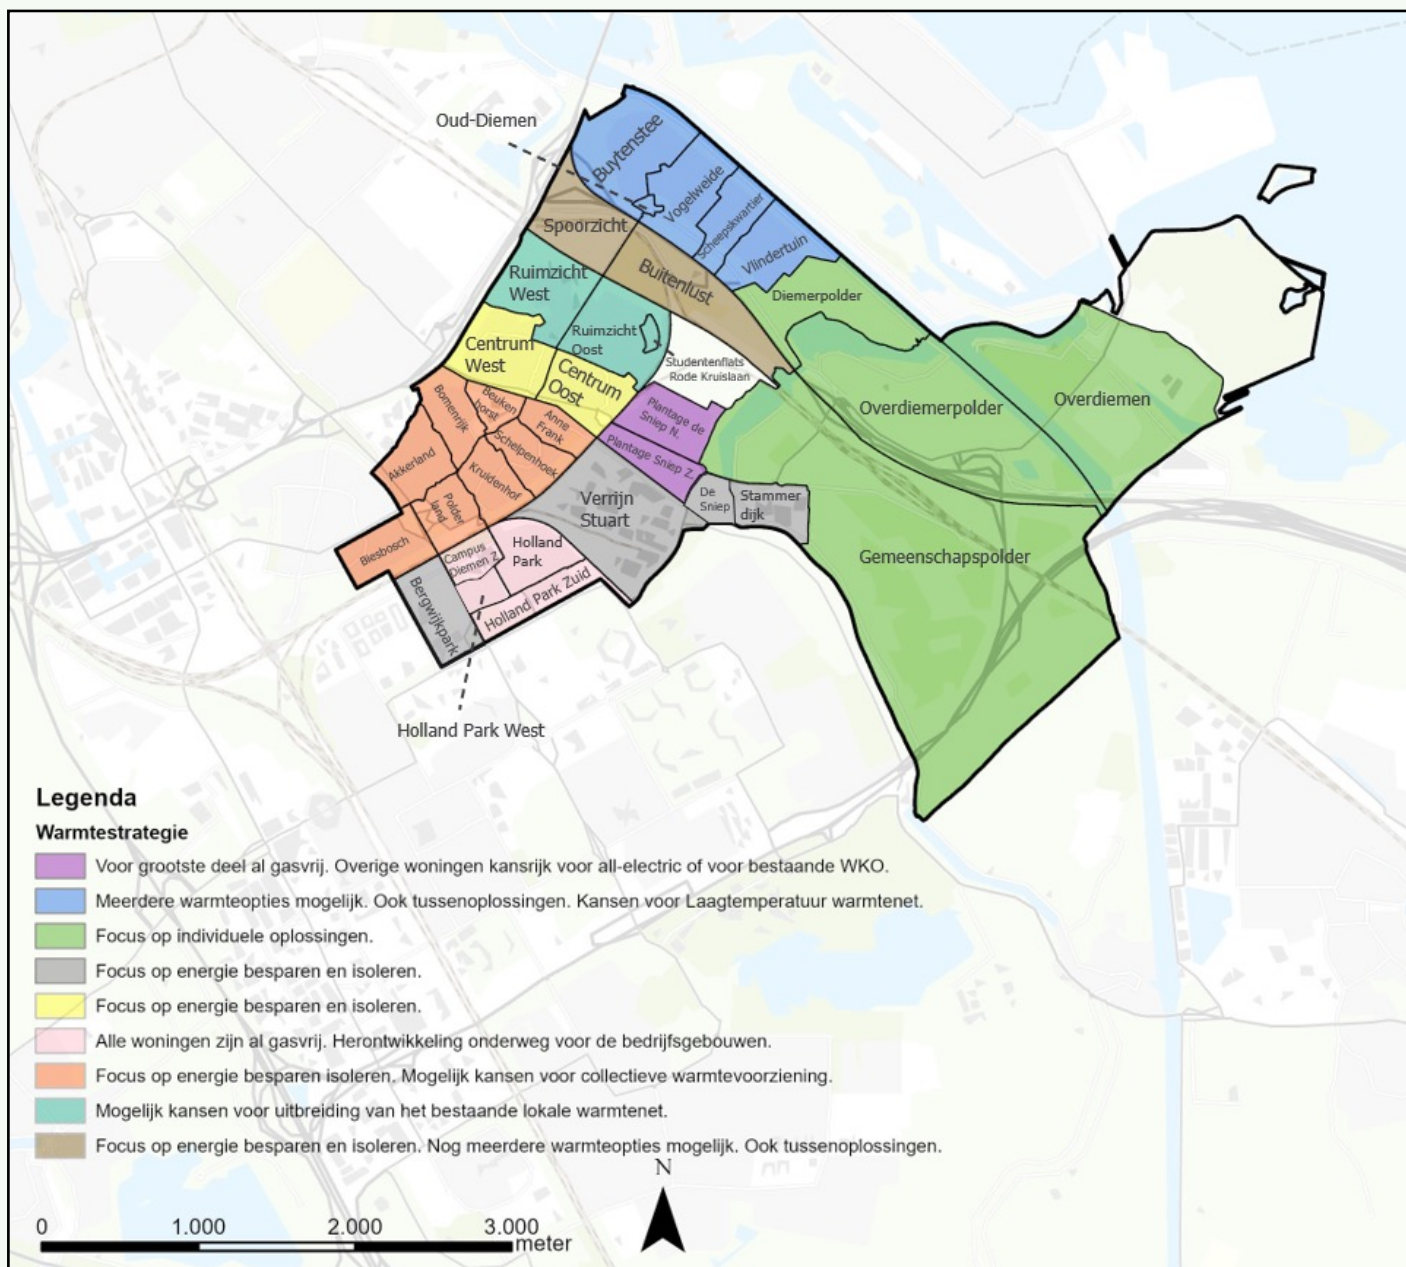 Oud-Diemen
Buytenstee
Vogelweide
Scheepskwartier
Vlindertuin
Spoorzicht
Buitenlust
Diemerpolder
Ruimzicht
West
Ruimzicht
Oost
Studentenflats
Rode Kruislaan
Centrum
West
Centrum
Oost
Overdiemerpolder
Overdiemen
Bomenrijk
Beuken
horst
Anne
Frank
Plantage de
Sniep N.
Plantage Sniep Z.
Akkerland
Schelpenhoek
Kruidenhof
Polder
land
Verrijn
Stuart
De
Sniep
Stammer
dijk
Biesbosch
Campus
Diemen Z
Holland
Park
Holland Park Zuid
Bergwijkpark
Gemeenschapspolder
Holland Park West
Legenda
Warmtestrategie
Voor grootste deel al gasvrij. Overige woningen kansrijk voor all-electric of voor bestaande WKO.
Meerdere warmteopties mogelijk. Ook tussenoplossingen. Kansen voor Laagtemperatuur warmtenet.
Focus op individuele oplossingen.
Focus op energie besparen en isoleren.
Focus op energie besparen en isoleren.
Alle woningen zijn al gasvrij. Herontwikkeling onderweg voor de bedrijfsgebouwen.
Focus op energie besparen isoleren. Mogelijk kansen voor collectieve warmtevoorziening.
Mogelijk kansen voor uitbreiding van het bestaande lokale warmtenet.
Focus op energie besparen en isoleren. Nog meerdere warmteopties mogelijk. Ook tussenoplossingen.
N
0 1.000 2.000 3.000
meter